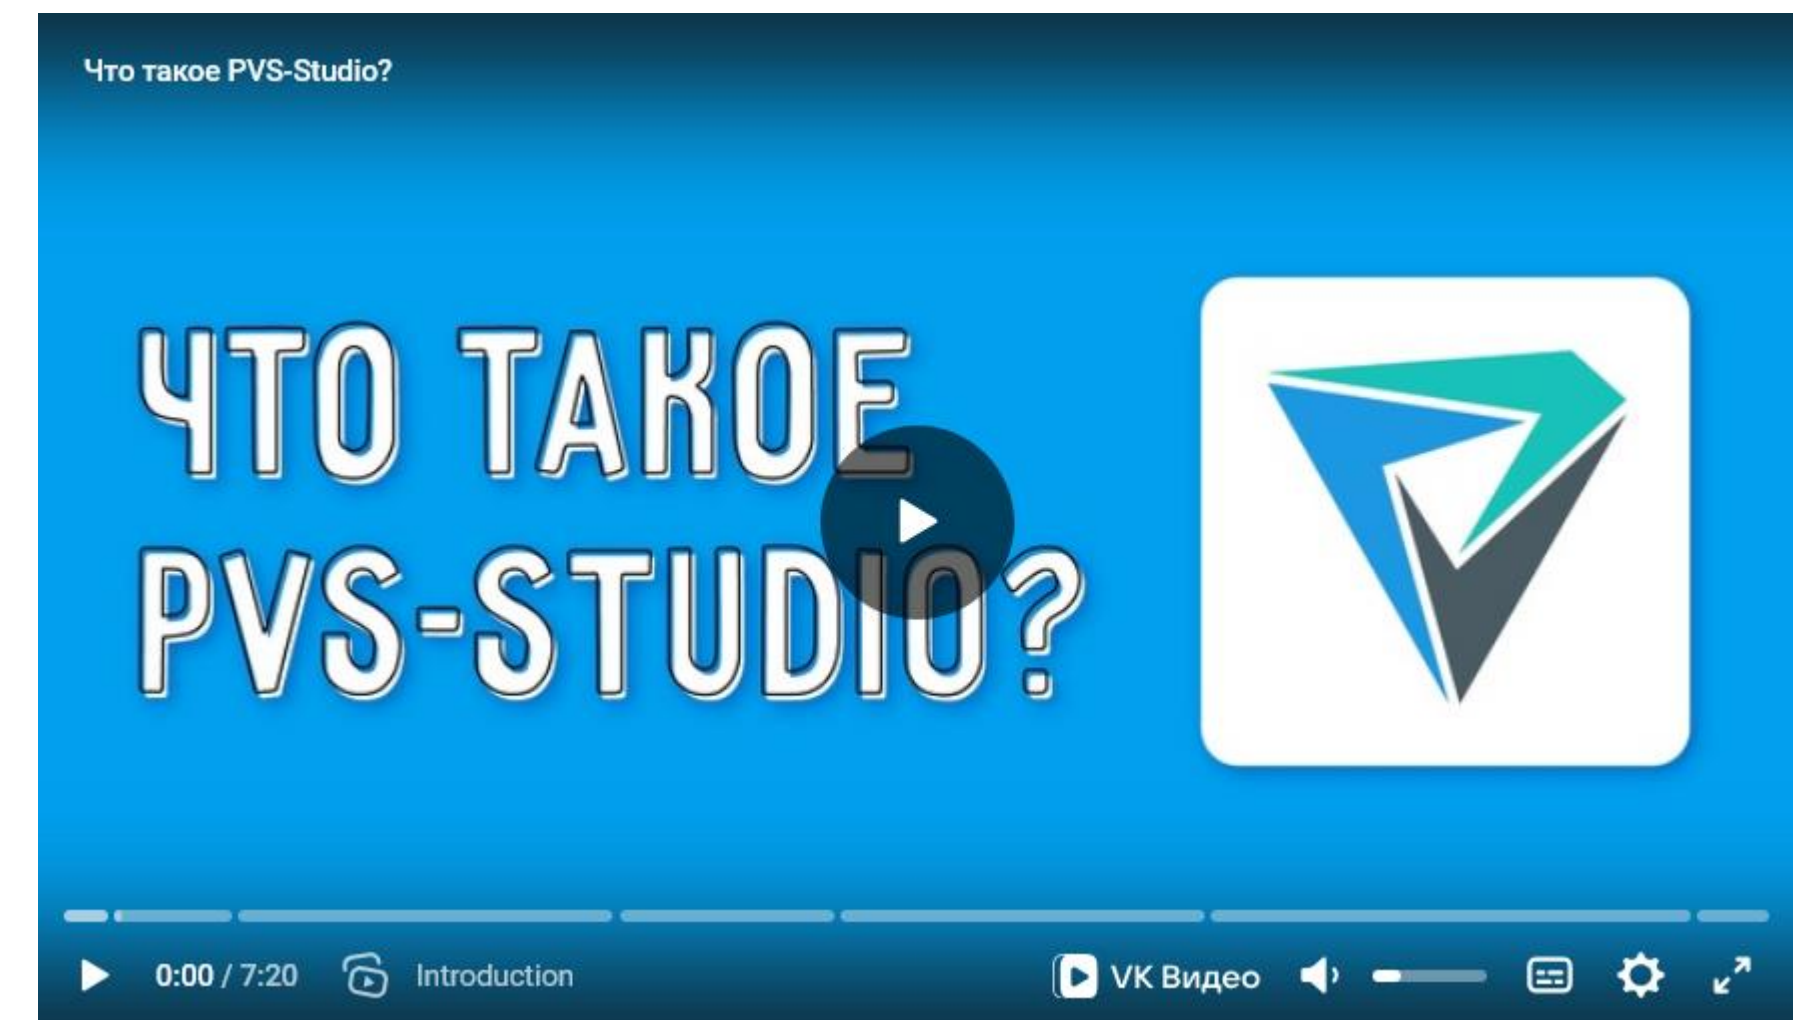 Что такое PVS-Studio?
ЧТО ТАКОЕ
PVS-STUDIO?
0:00 / 7:20 Introduction VK Видео